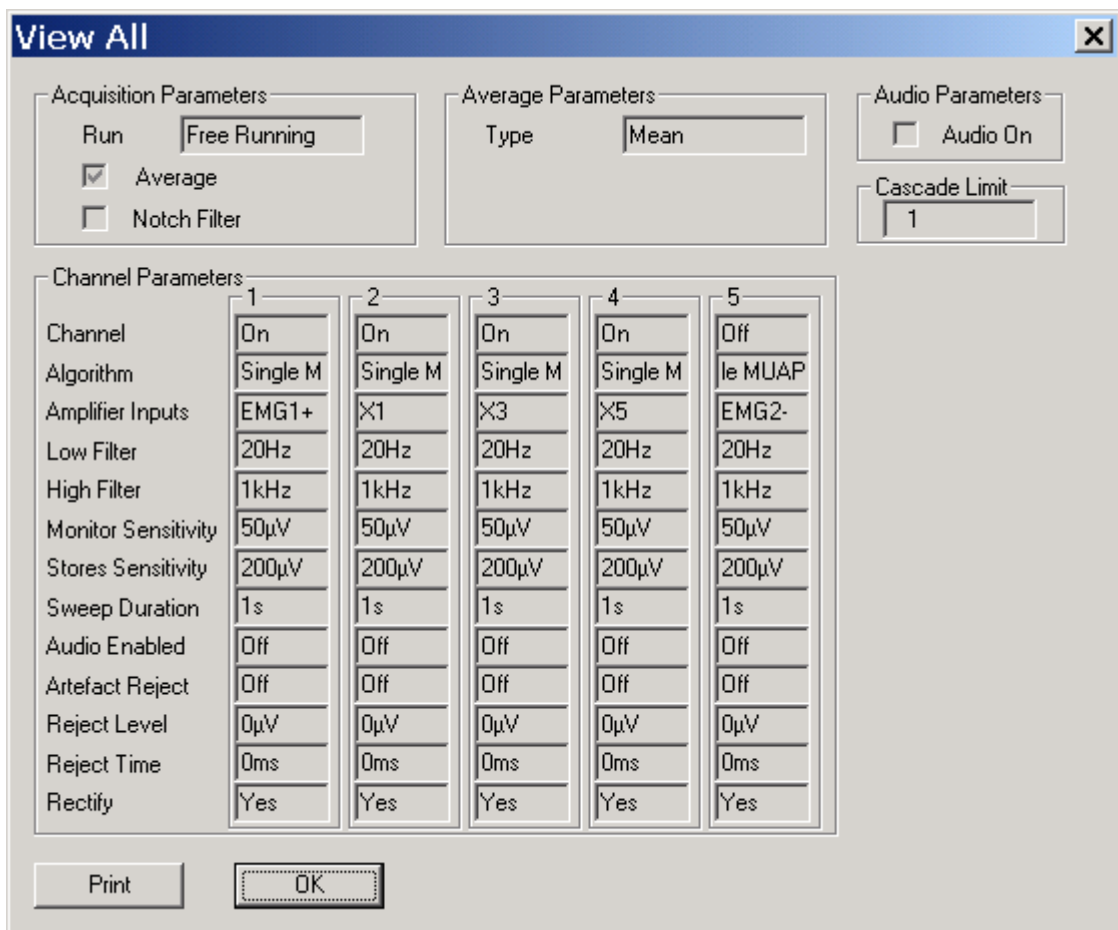 View All
Acquisition Parameters
Run Free Running
Average
Notch Filter
Average Parameters
Type Mean
Audio Parameters
Audio On
Cascade Limit
1
Channel Parameters
1 2 3 4 5
Channel On On On On Off
Algorithm Single M Single M Single M Single M le MUAP
Amplifier Inputs EMG1+ X1 X3 X5 EMG2-
Low Filter 20Hz 20Hz 20Hz 20Hz 20Hz
High Filter 1kHz 1kHz 1kHz 1kHz 1kHz
Monitor Sensitivity 50µV 50µV 50µV 50µV 50µV
Stores Sensitivity 200µV 200µV 200µV 200µV 200µV
Sweep Duration 1s 1s 1s 1s 1s
Audio Enabled Off Off Off Off Off
Artefact Reject Off Off Off Off Off
Reject Level 0µV 0µV 0µV 0µV 0µV
Reject Time 0ms 0ms 0ms 0ms 0ms
Rectify Yes Yes Yes Yes Yes
Print OK